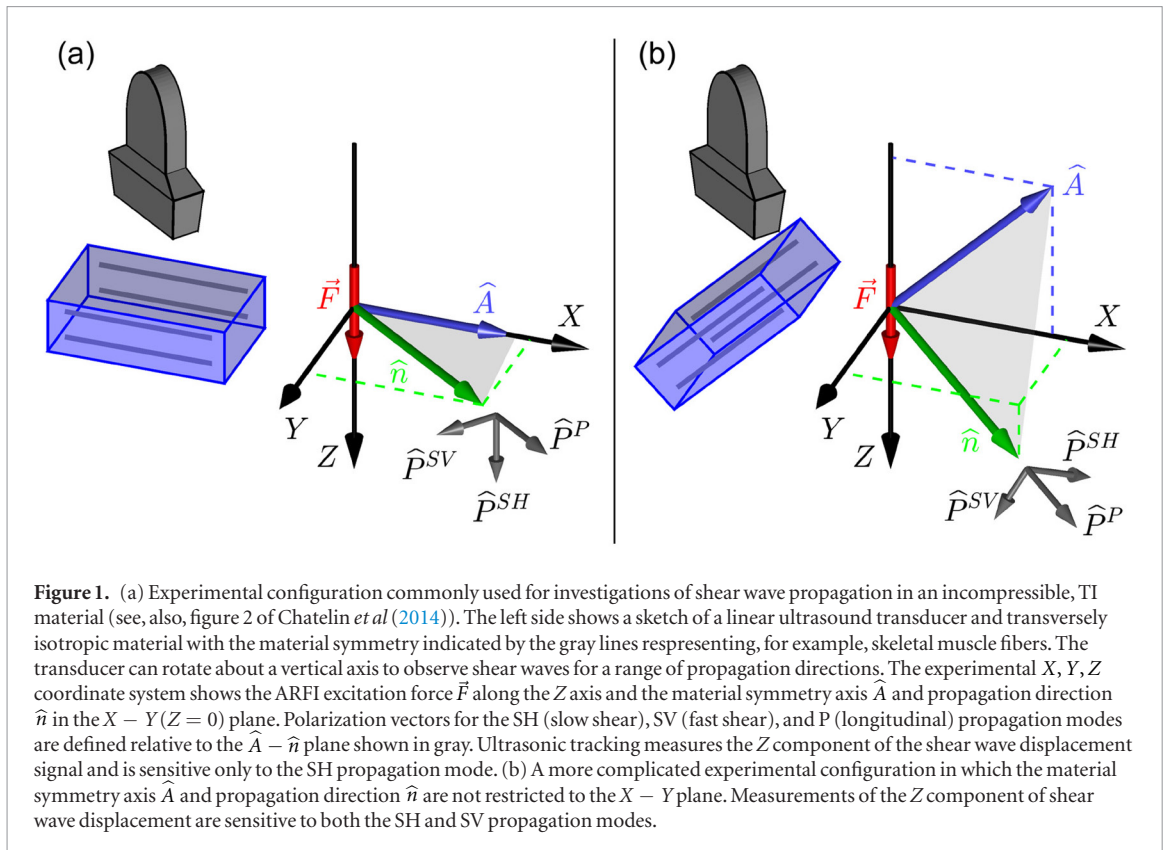 (a)
(b)
F⃗
Â
X
n̂
Y
Z
P̂^P
P̂^SV
P̂^SH
Â
F⃗
X
Y
Z
n̂
P̂^SH
P̂^SV
P̂^P
Figure 1. (a) Experimental configuration commonly used for investigations of shear wave propagation in an incompressible, TI
material (see, also, figure 2 of Chatelin et al (2014)). The left side shows a sketch of a linear ultrasound transducer and transversely
isotropic material with the material symmetry indicated by the gray lines respresenting, for example, skeletal muscle fibers. The
transducer can rotate about a vertical axis to observe shear waves for a range of propagation directions. The experimental X, Y, Z
coordinate system shows the ARFI excitation force F⃗ along the Z axis and the material symmetry axis Â and propagation direction
n̂ in the X − Y(Z = 0) plane. Polarization vectors for the SH (slow shear), SV (fast shear), and P (longitudinal) propagation modes
are defined relative to the Â − n̂ plane shown in gray. Ultrasonic tracking measures the Z component of the shear wave displacement
signal and is sensitive only to the SH propagation mode. (b) A more complicated experimental configuration in which the material
symmetry axis Â and propagation direction n̂ are not restricted to the X − Y plane. Measurements of the Z component of shear
wave displacement are sensitive to both the SH and SV propagation modes.